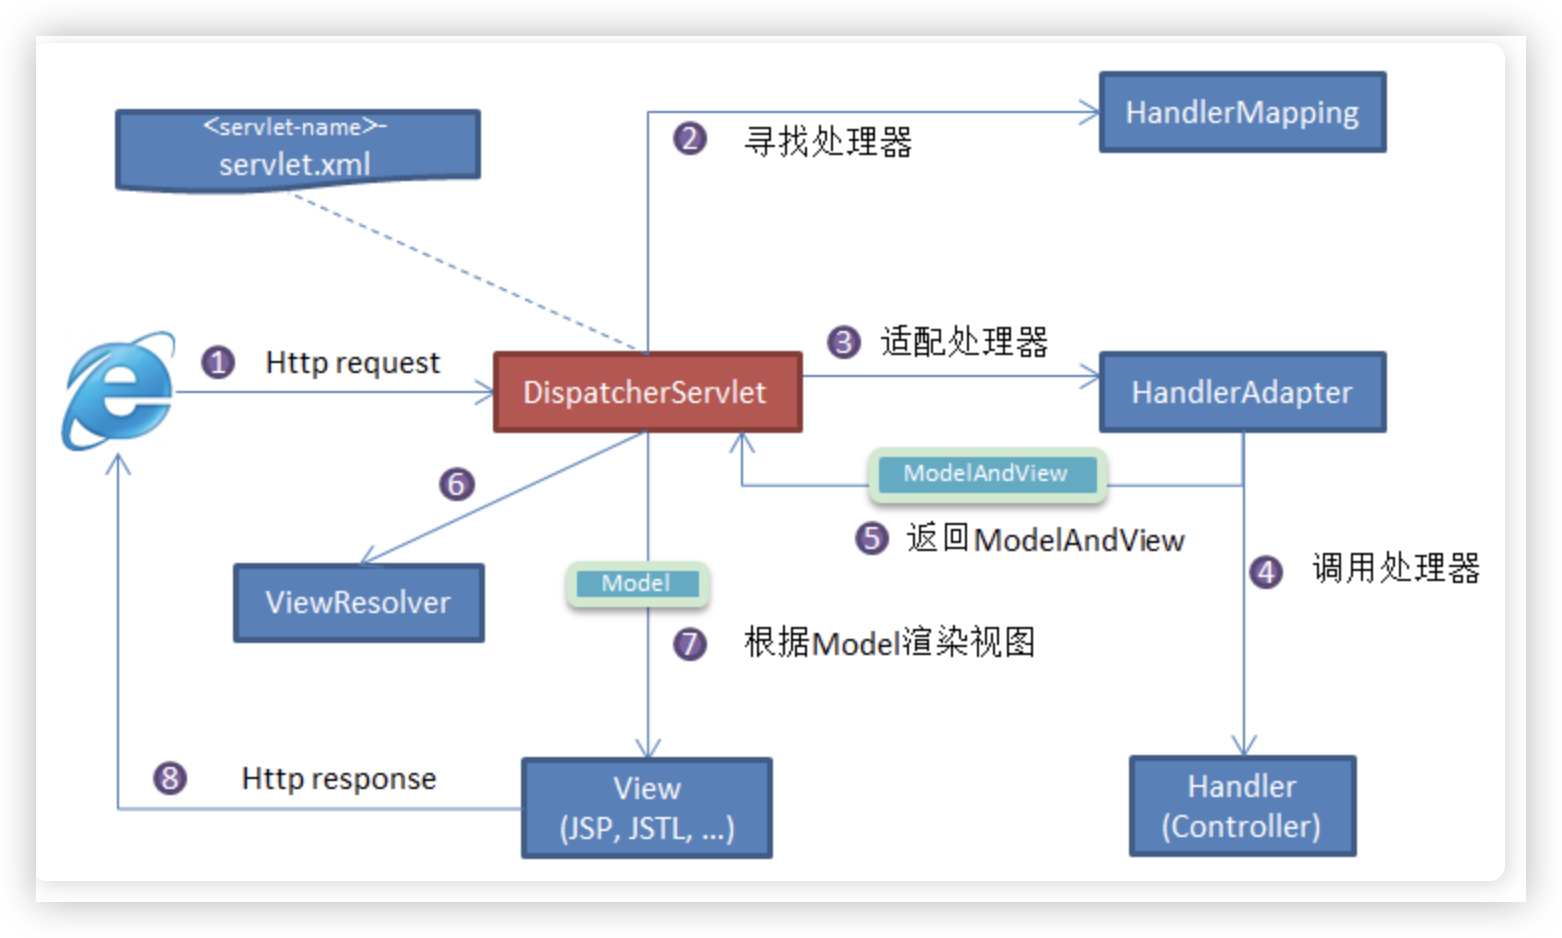 <servlet-name>-
servlet.xml
2 寻找处理器
HandlerMapping
1 Http request
DispatcherServlet
3 适配处理器
HandlerAdapter
ModelAndView
5 返回ModelAndView
4 调用处理器
6
ViewResolver
Model
7 根据Model渲染视图
8 Http response
View
(JSP, JSTL, ...)
Handler
(Controller)